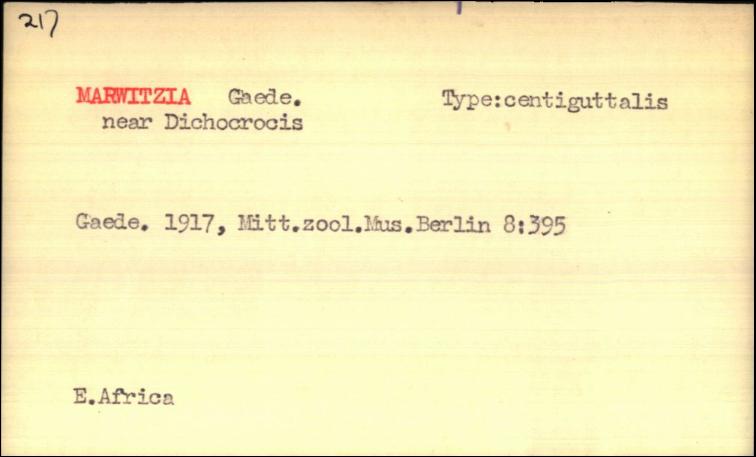 217
MARWITZIA Gaede. Type:centiguttalis
near Dichocrocis
Gaede. 1917, Mitt.zool.Mus.Berlin 8:395
E.Africa